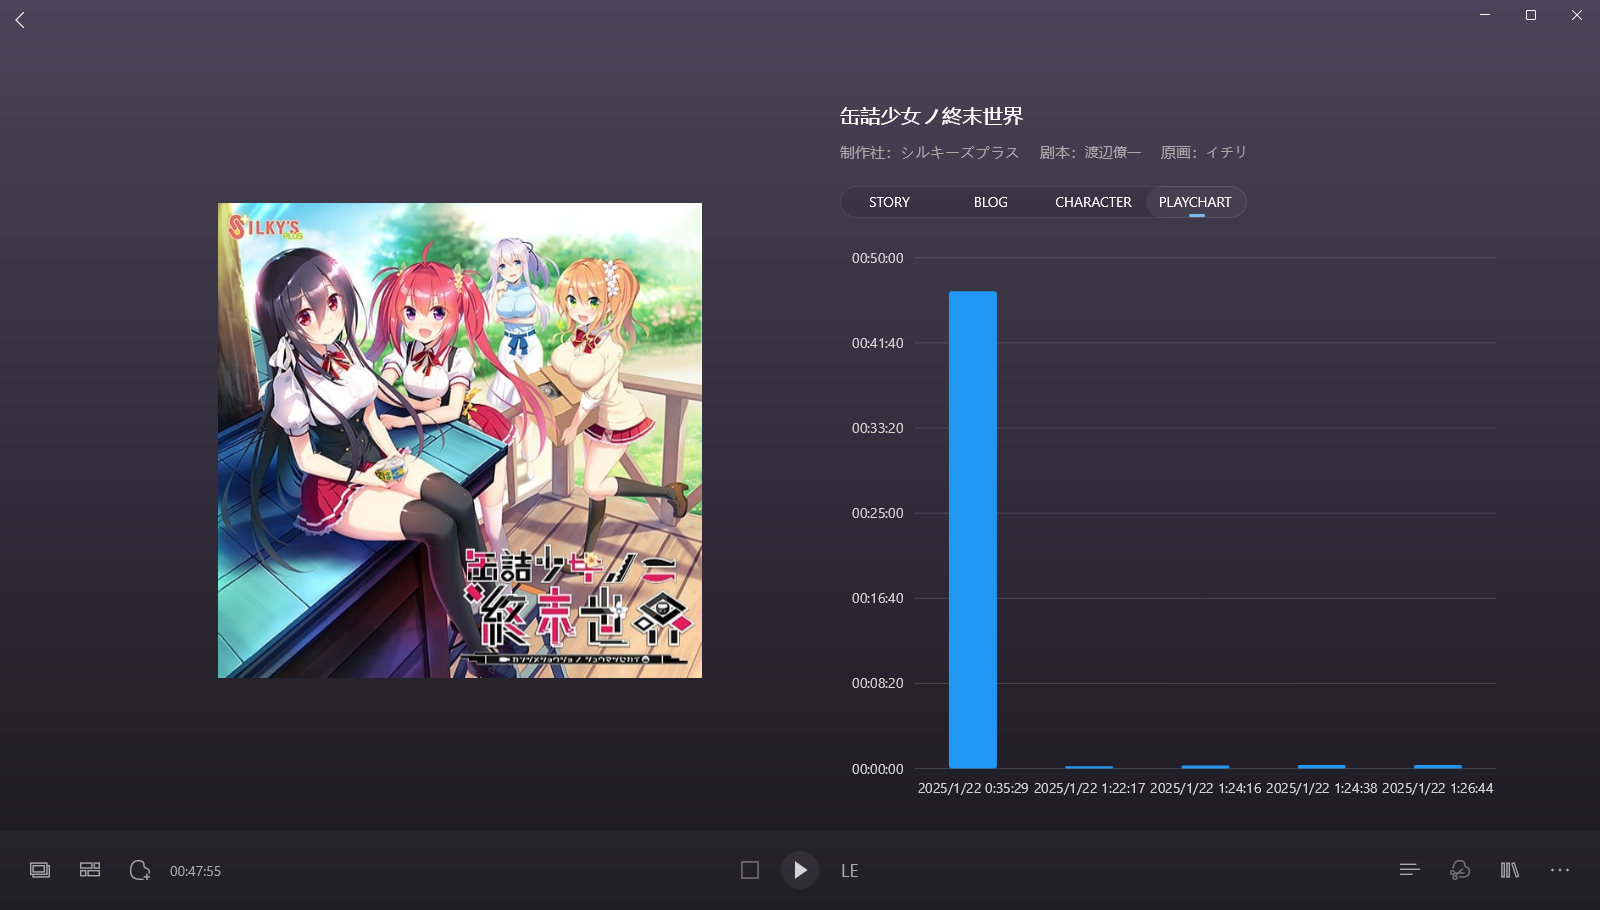 缶詰少女ノ終末世界
制作社：シルキーズプラス 剧本：渡辺僚一 原画：イチリ
STORY BLOG CHARACTER PLAYCHART
SILKY'S
PLUS
缶詰少女ノ
終末世界
カンヅメショウジョノシュウマツセカイ
00:50:00
00:41:40
00:33:20
00:25:00
00:16:40
00:08:20
00:00:00
2025/1/22 0:35:29 2025/1/22 1:22:17 2025/1/22 1:24:16 2025/1/22 1:24:38 2025/1/22 1:26:44
00:47:55 LE